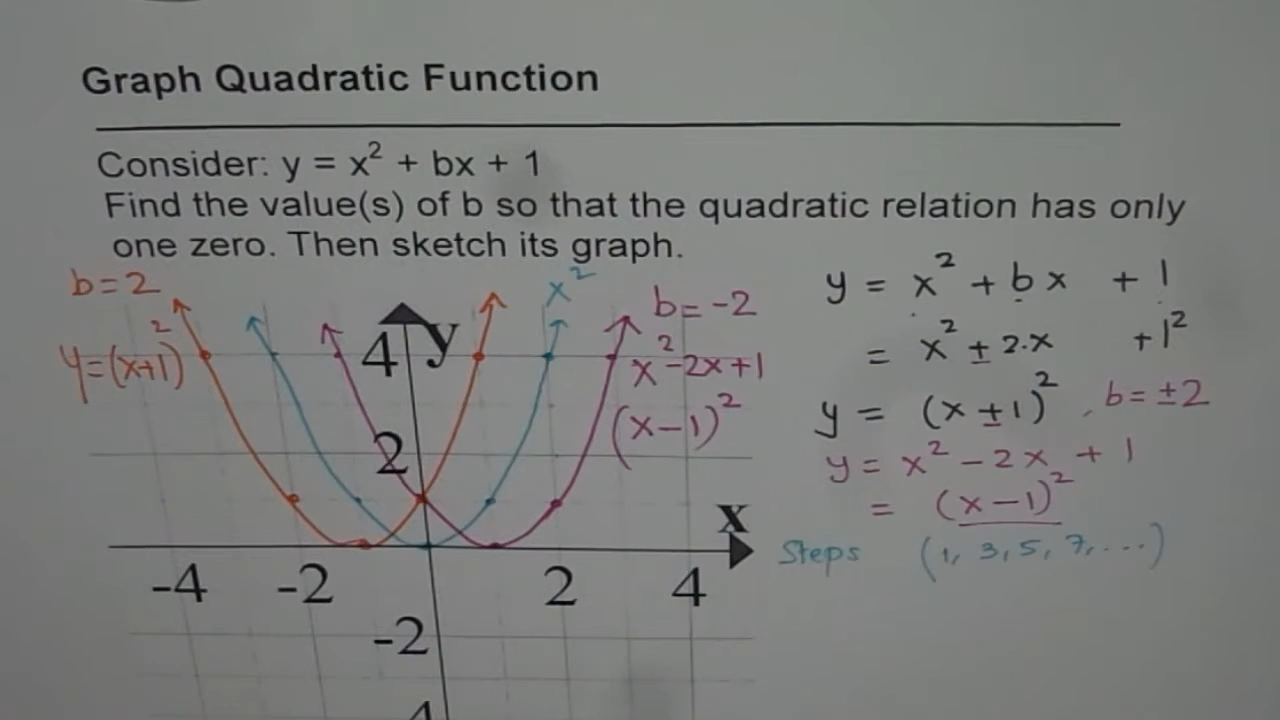 Graph Quadratic Function
Consider: y = x² + bx + 1
Find the value(s) of b so that the quadratic relation has only
one zero. Then sketch its graph.
b = 2
y = (x+1)²
x²
b = -2
x² - 2x + 1
(x - 1)²
y
4
2
x
-4 -2 2 4
-2
4
y = x² + bx + 1
= x² ± 2·x + 1²
y = (x ± 1)² , b = ± 2
y = x² - 2x + 1
= (x - 1)²
Steps (1, 3, 5, 7, ....)